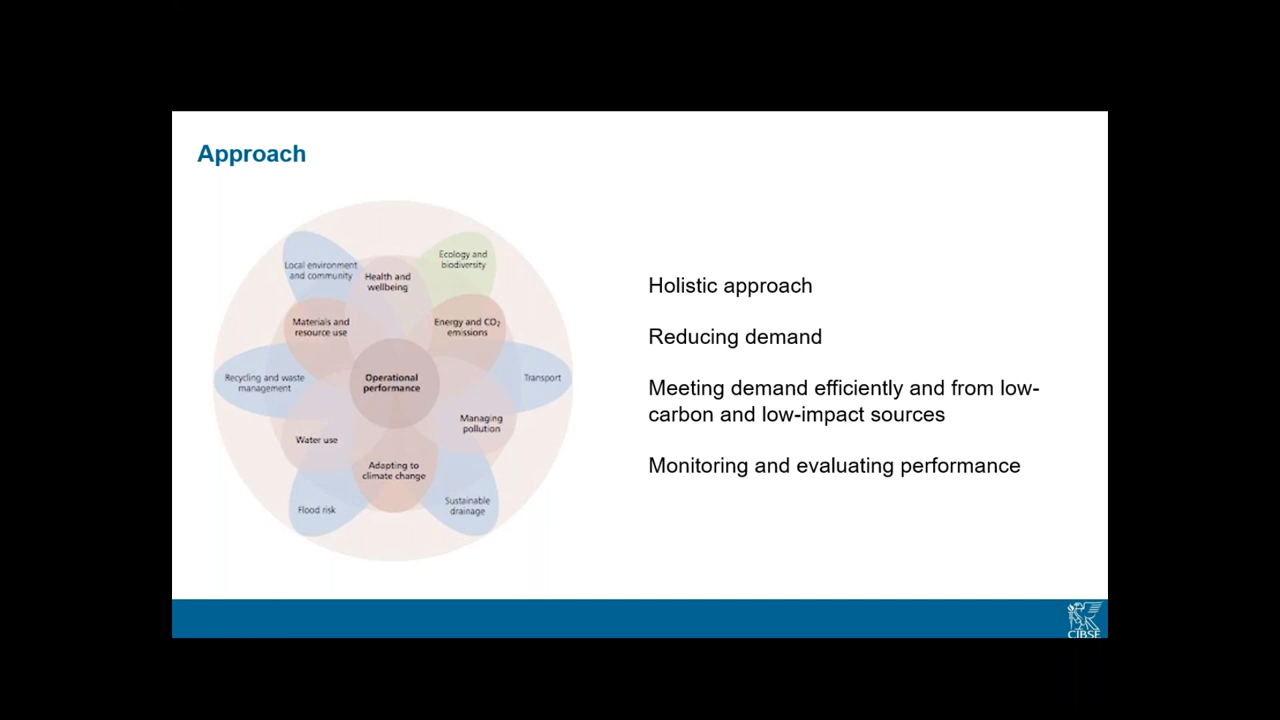 Approach
Local environment
and community
Health and
wellbeing
Ecology and
biodiversity
Materials and
resource use
Energy and CO₂
emissions
Recycling and waste
management
Operational
performance
Transport
Managing
pollution
Water use
Adapting to
climate change
Flood risk
Sustainable
drainage
Holistic approach
Reducing demand
Meeting demand efficiently and from low-
carbon and low-impact sources
Monitoring and evaluating performance
CIBSE